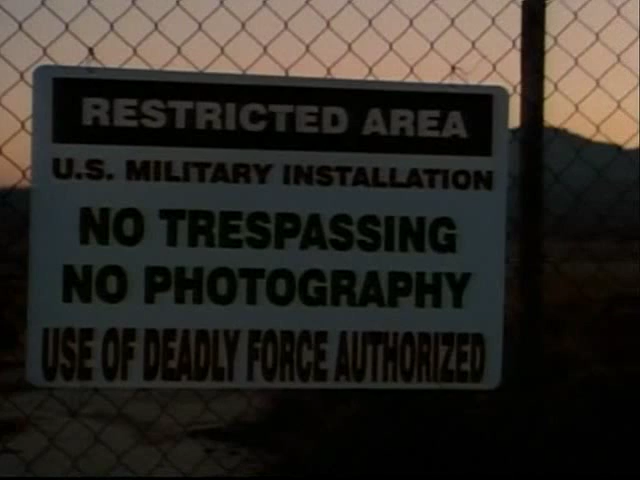 RESTRICTED AREA
U.S. MILITARY INSTALLATION
NO TRESPASSING
NO PHOTOGRAPHY
USE OF DEADLY FORCE AUTHORIZED